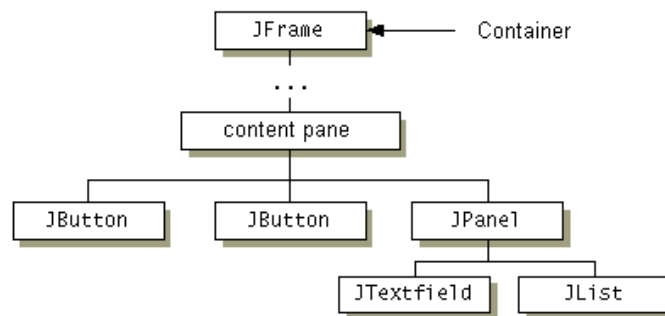 JFrame
Container
...
content pane
JButton
JButton
JPanel
JTextfield
JList